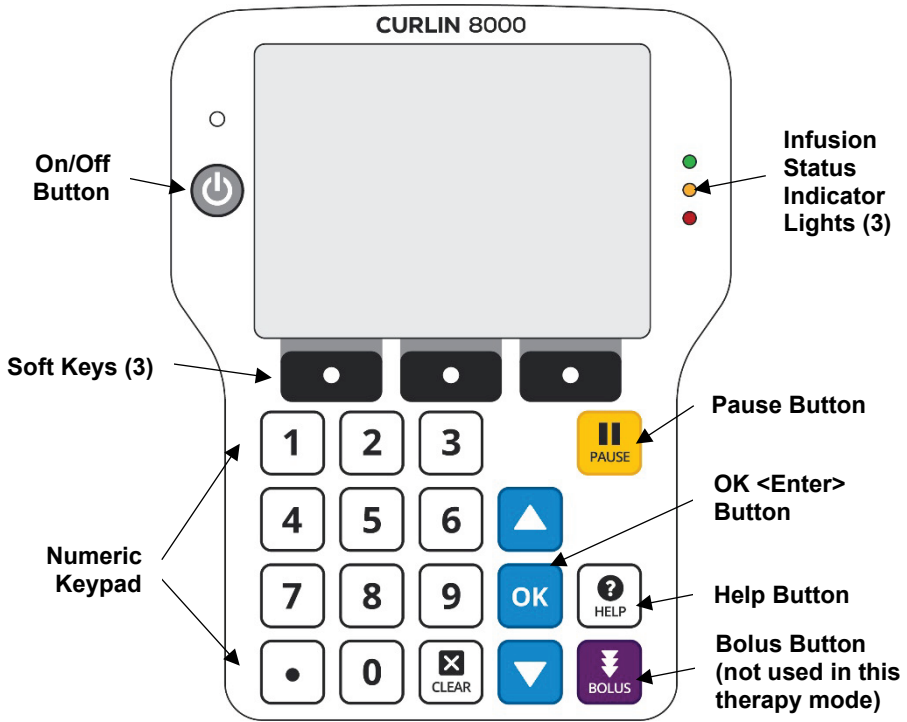 CURLIN 8000
On/Off
Button
Infusion
Status
Indicator
Lights (3)
Soft Keys (3)
1 2 3
PAUSE
Pause Button
4 5 6
OK <Enter>
Button
Numeric
Keypad
7 8 9 OK
?
HELP
Help Button
. 0
CLEAR
BOLUS
Bolus Button
(not used in this
therapy mode)